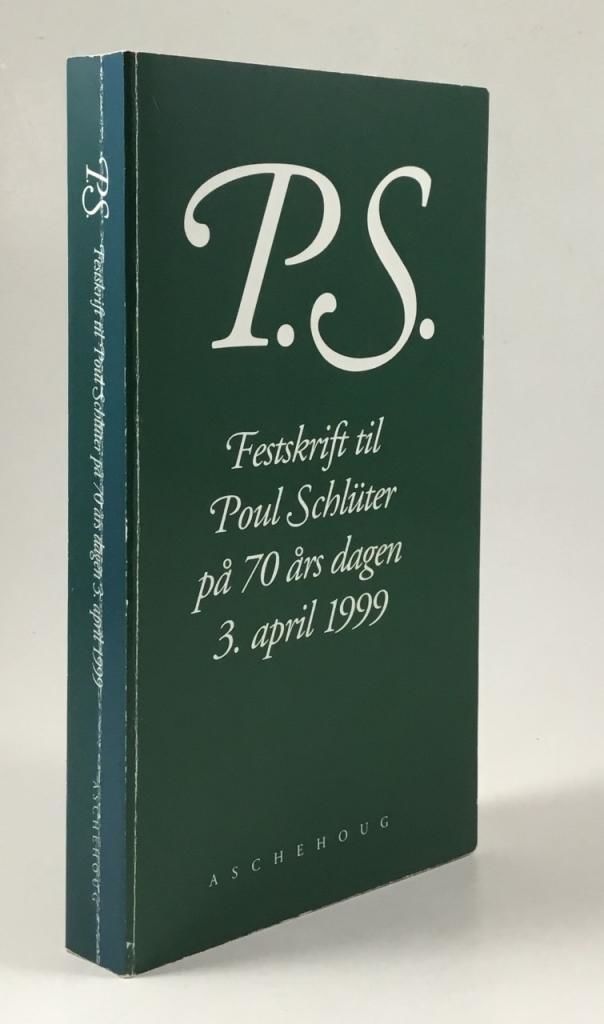 P.S.
Festskrift til
Poul Schlüter
på 70 års dagen
3. april 1999
ASCHEHOUG
P.S. Festskrift til Poul Schlüter på 70 års dagen 3. april 1999 ASCHEHOUG